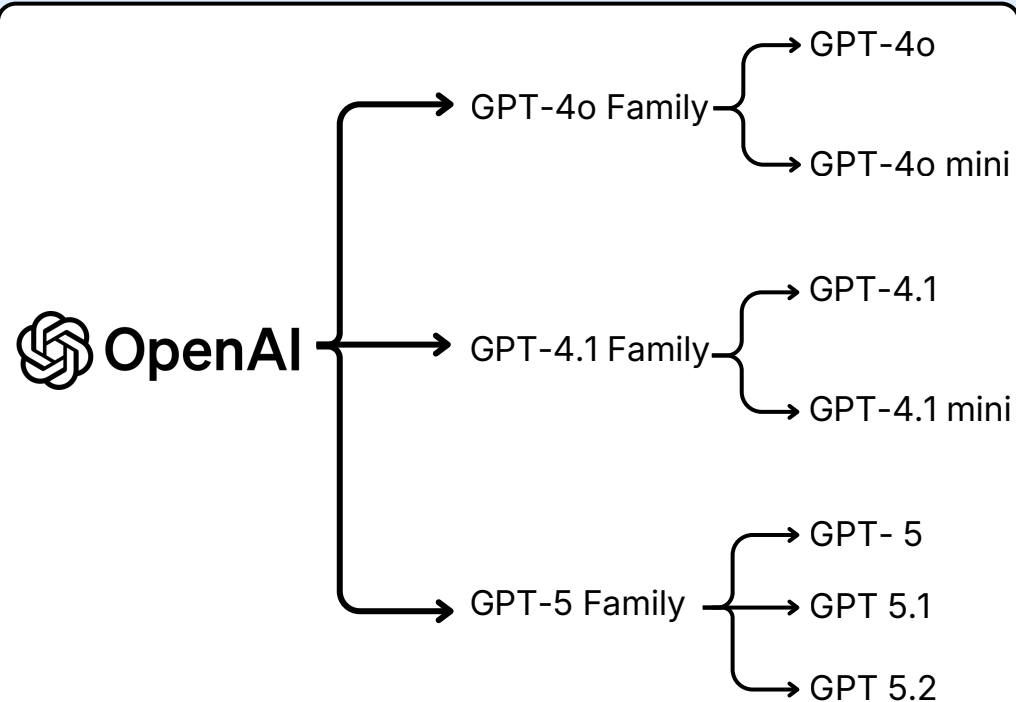 GPT-4o
GPT-4o Family
GPT-4o mini
GPT-4.1
OpenAI
GPT-4.1 Family
GPT-4.1 mini
GPT- 5
GPT-5 Family
GPT 5.1
GPT 5.2